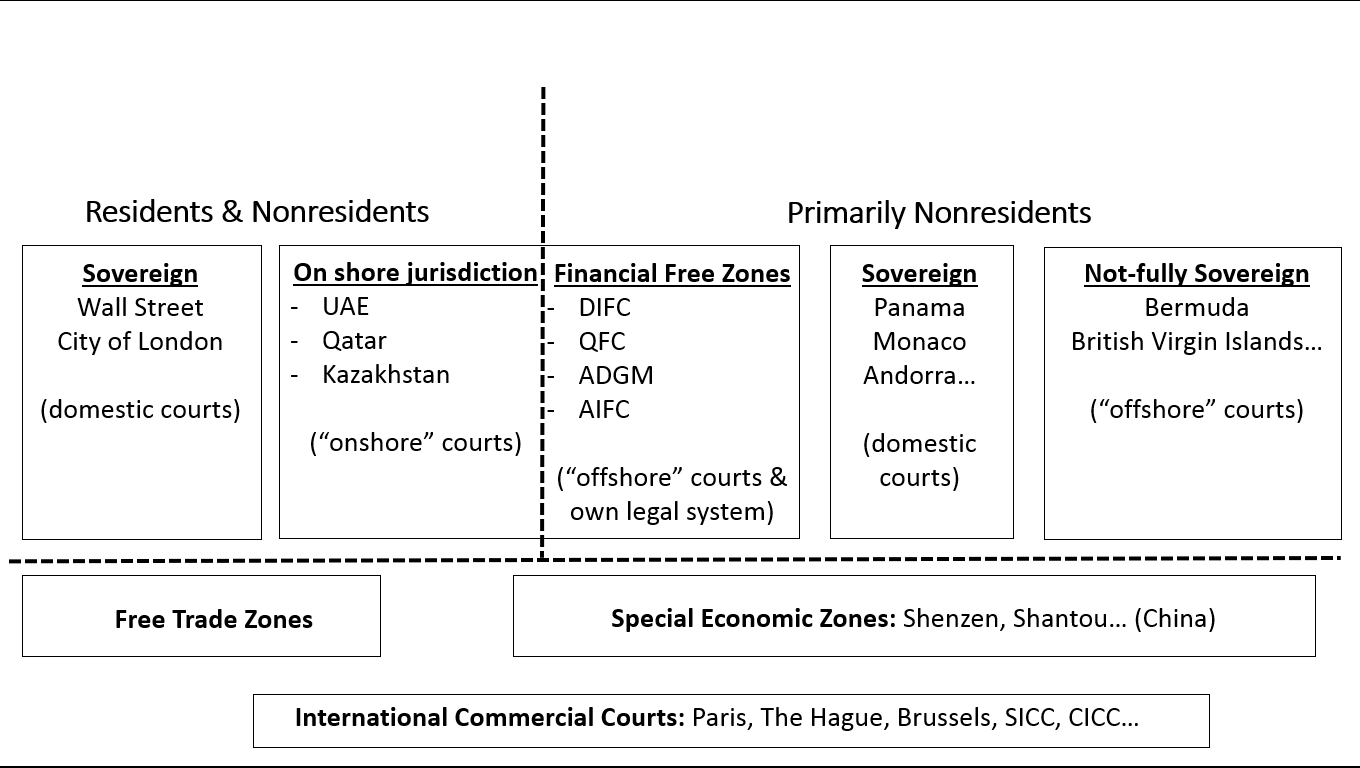 Residents & Nonresidents
Primarily Nonresidents
Sovereign
Wall Street
City of London
(domestic courts)
On shore jurisdiction
- UAE
- Qatar
- Kazakhstan
(“onshore” courts)
Financial Free Zones
- DIFC
- QFC
- ADGM
- AIFC
(“offshore” courts &
own legal system)
Sovereign
Panama
Monaco
Andorra…
(domestic
courts)
Not-fully Sovereign
Bermuda
British Virgin Islands…
(“offshore” courts)
Free Trade Zones
Special Economic Zones: Shenzen, Shantou… (China)
International Commercial Courts: Paris, The Hague, Brussels, SICC, CICC…